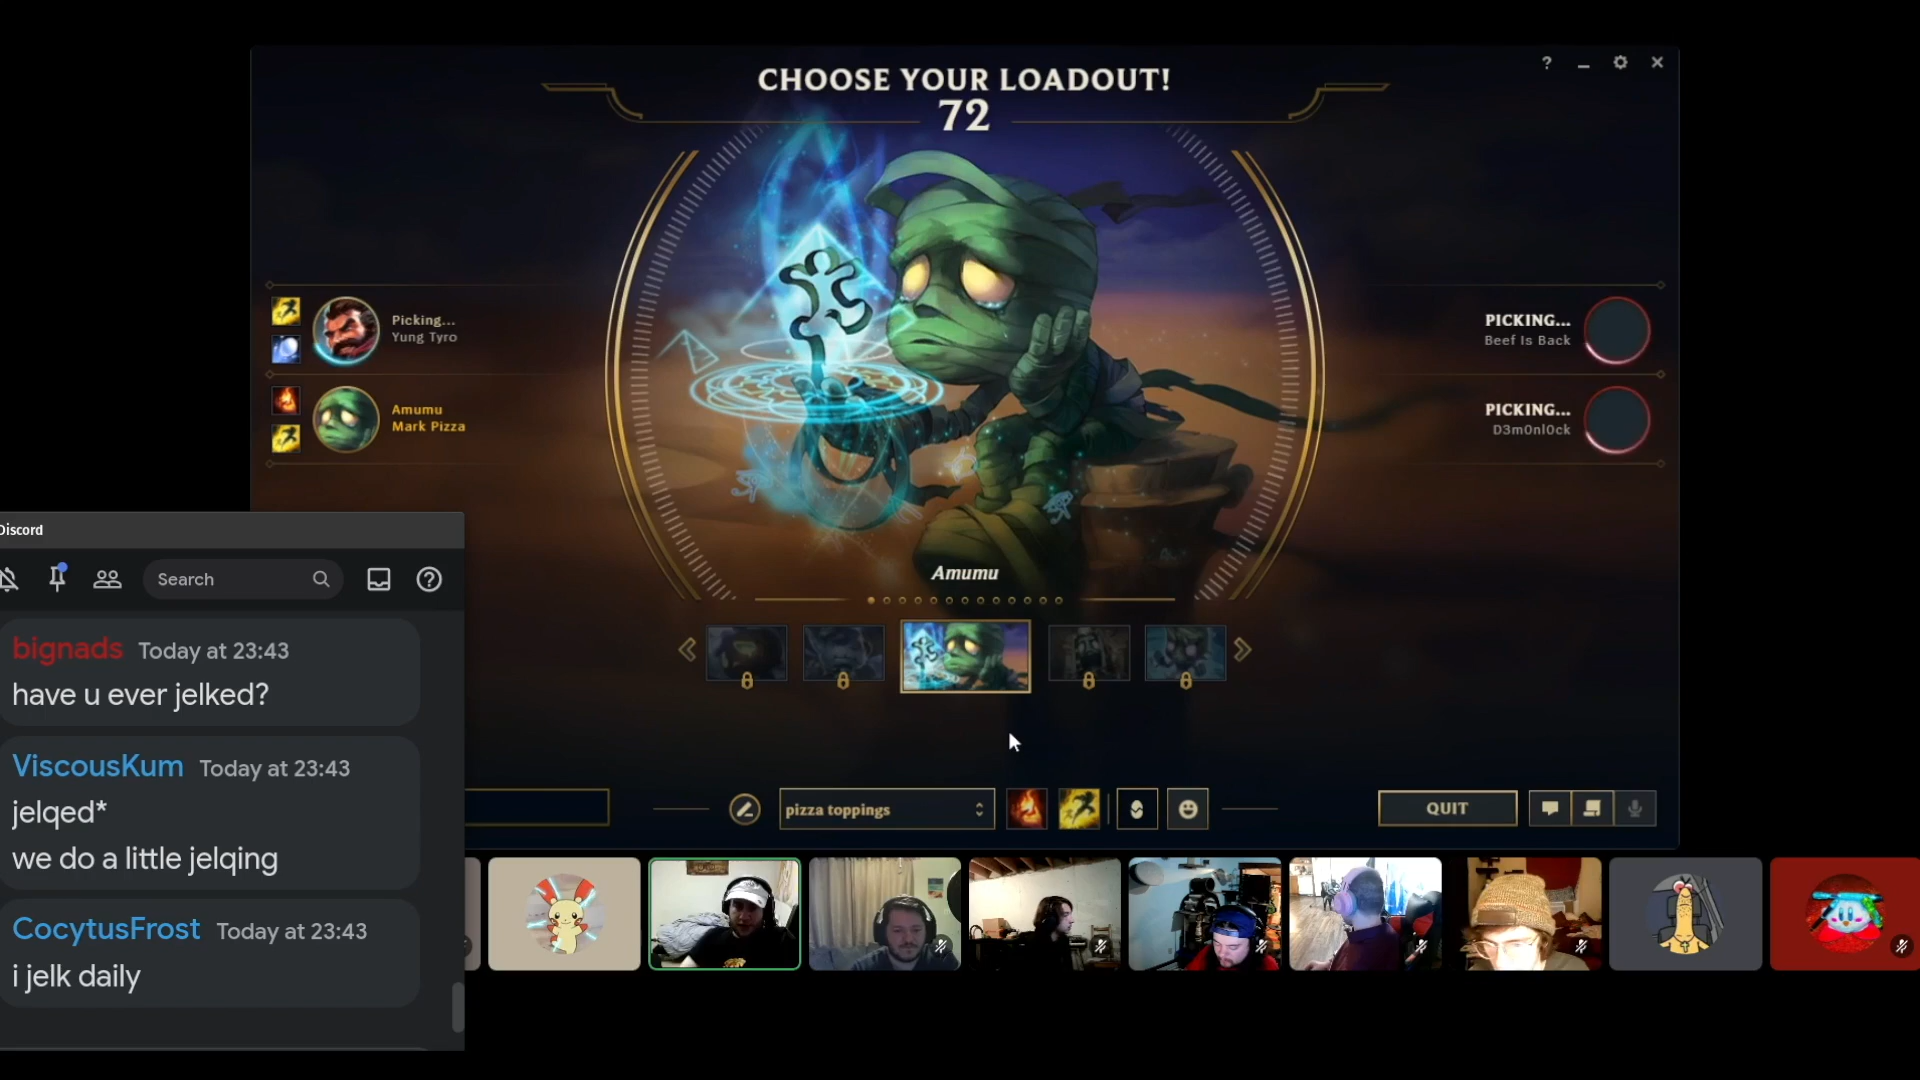 CHOOSE YOUR LOADOUT!
72
Picking...
Yung Tyro
Amumu
Mark Pizza
PICKING...
Beef Is Back
PICKING...
D3m0nl0ck
Amumu
pizza toppings
QUIT
Discord
Search
bignads Today at 23:43
have u ever jelked?
ViscousKum Today at 23:43
jelqed*
we do a little jelqing
CocytusFrost Today at 23:43
i jelk daily